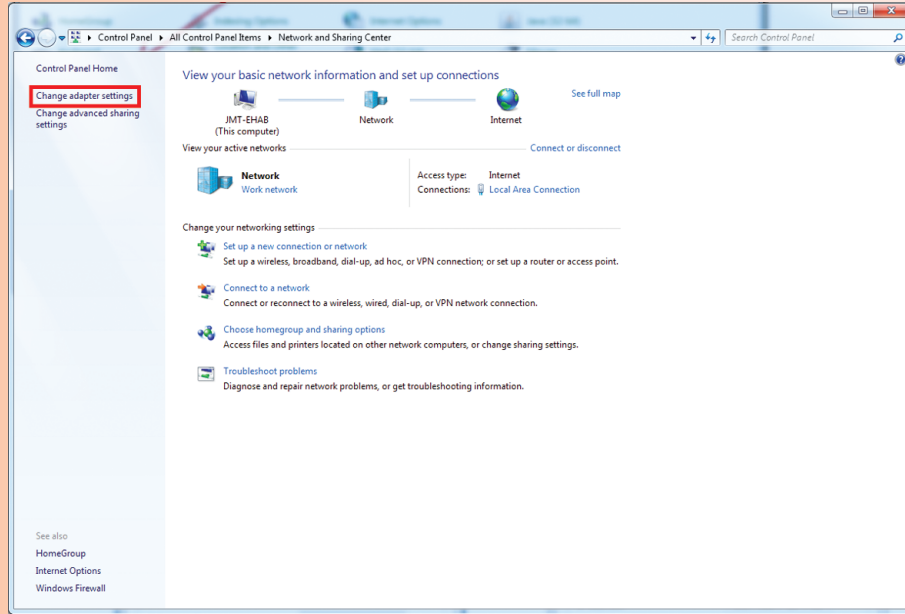 Control Panel ▸ All Control Panel Items ▸ Network and Sharing Center
Search Control Panel
Control Panel Home
Change adapter settings
Change advanced sharing
settings
View your basic network information and set up connections
See full map
JMT-EHAB
(This computer)
Network
Internet
View your active networks
Connect or disconnect
Network
Work network
Access type: Internet
Connections: Local Area Connection
Change your networking settings
Set up a new connection or network
Set up a wireless, broadband, dial-up, ad hoc, or VPN connection; or set up a router or access point.
Connect to a network
Connect or reconnect to a wireless, wired, dial-up, or VPN network connection.
Choose homegroup and sharing options
Access files and printers located on other network computers, or change sharing settings.
Troubleshoot problems
Diagnose and repair network problems, or get troubleshooting information.
See also
HomeGroup
Internet Options
Windows Firewall